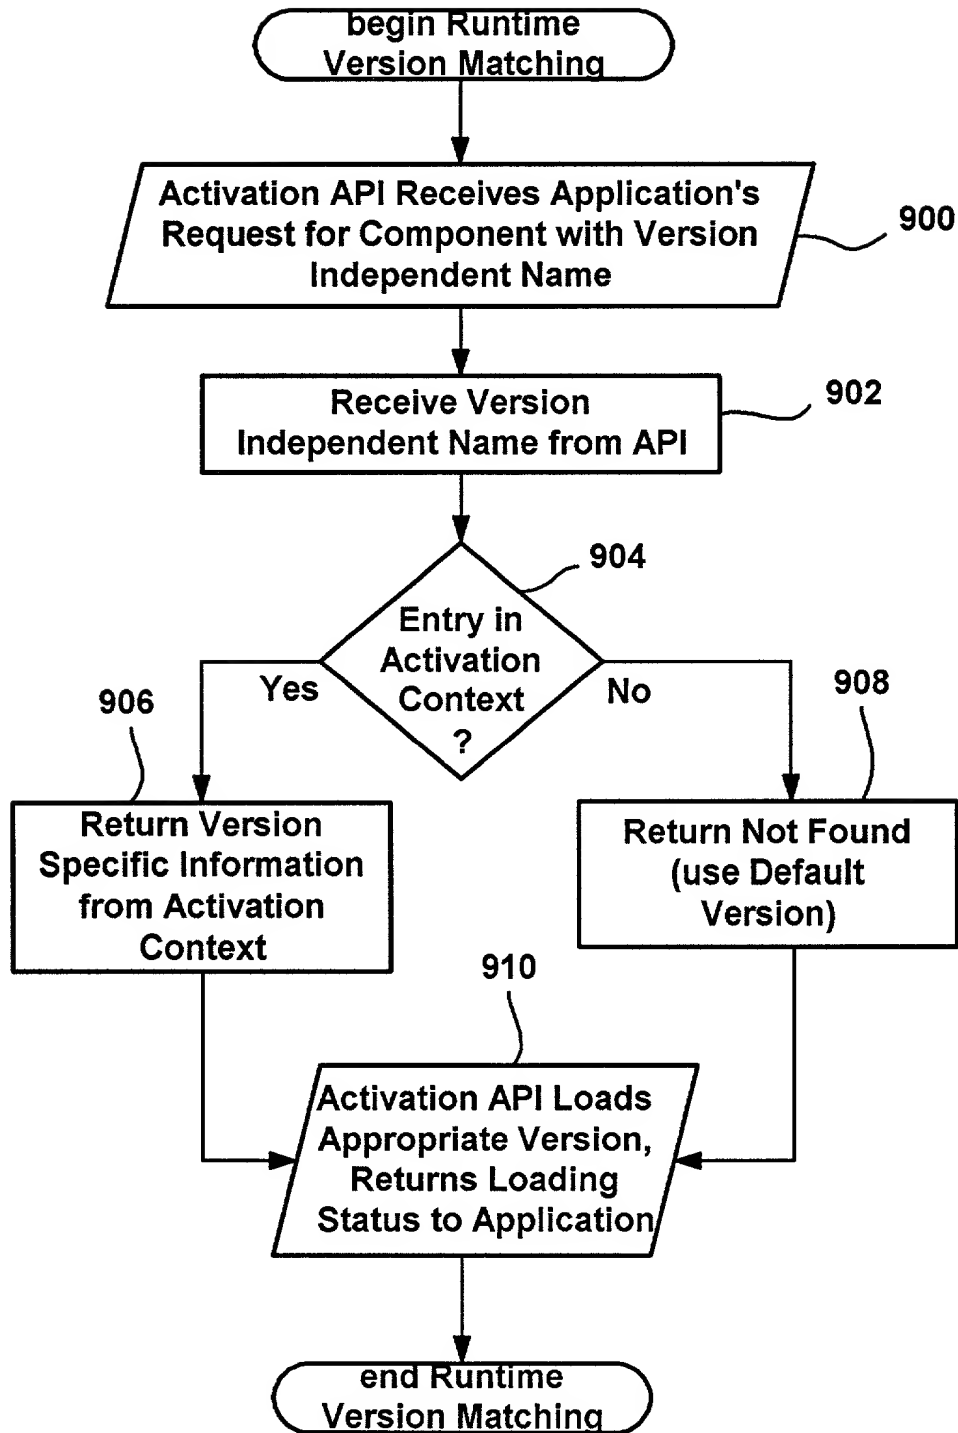 begin Runtime
Version Matching
Activation API Receives Application's
Request for Component with Version
Independent Name
900
Receive Version
Independent Name from API
902
904
Entry in
Activation
Context
?
Yes
No
906
908
Return Version
Specific Information
from Activation
Context
Return Not Found
(use Default
Version)
910
Activation API Loads
Appropriate Version,
Returns Loading
Status to Application
end Runtime
Version Matching